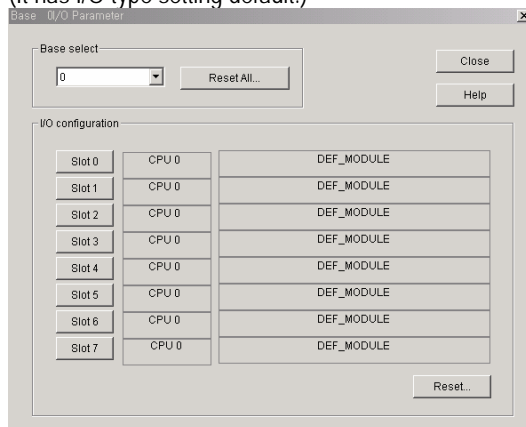 (It has I/O type setting default.)
Base 0I/O Parameter
Base select
0
Reset All...
Close
Help
I/O configuration
Slot 0 CPU 0 DEF_MODULE
Slot 1 CPU 0 DEF_MODULE
Slot 2 CPU 0 DEF_MODULE
Slot 3 CPU 0 DEF_MODULE
Slot 4 CPU 0 DEF_MODULE
Slot 5 CPU 0 DEF_MODULE
Slot 6 CPU 0 DEF_MODULE
Slot 7 CPU 0 DEF_MODULE
Reset...